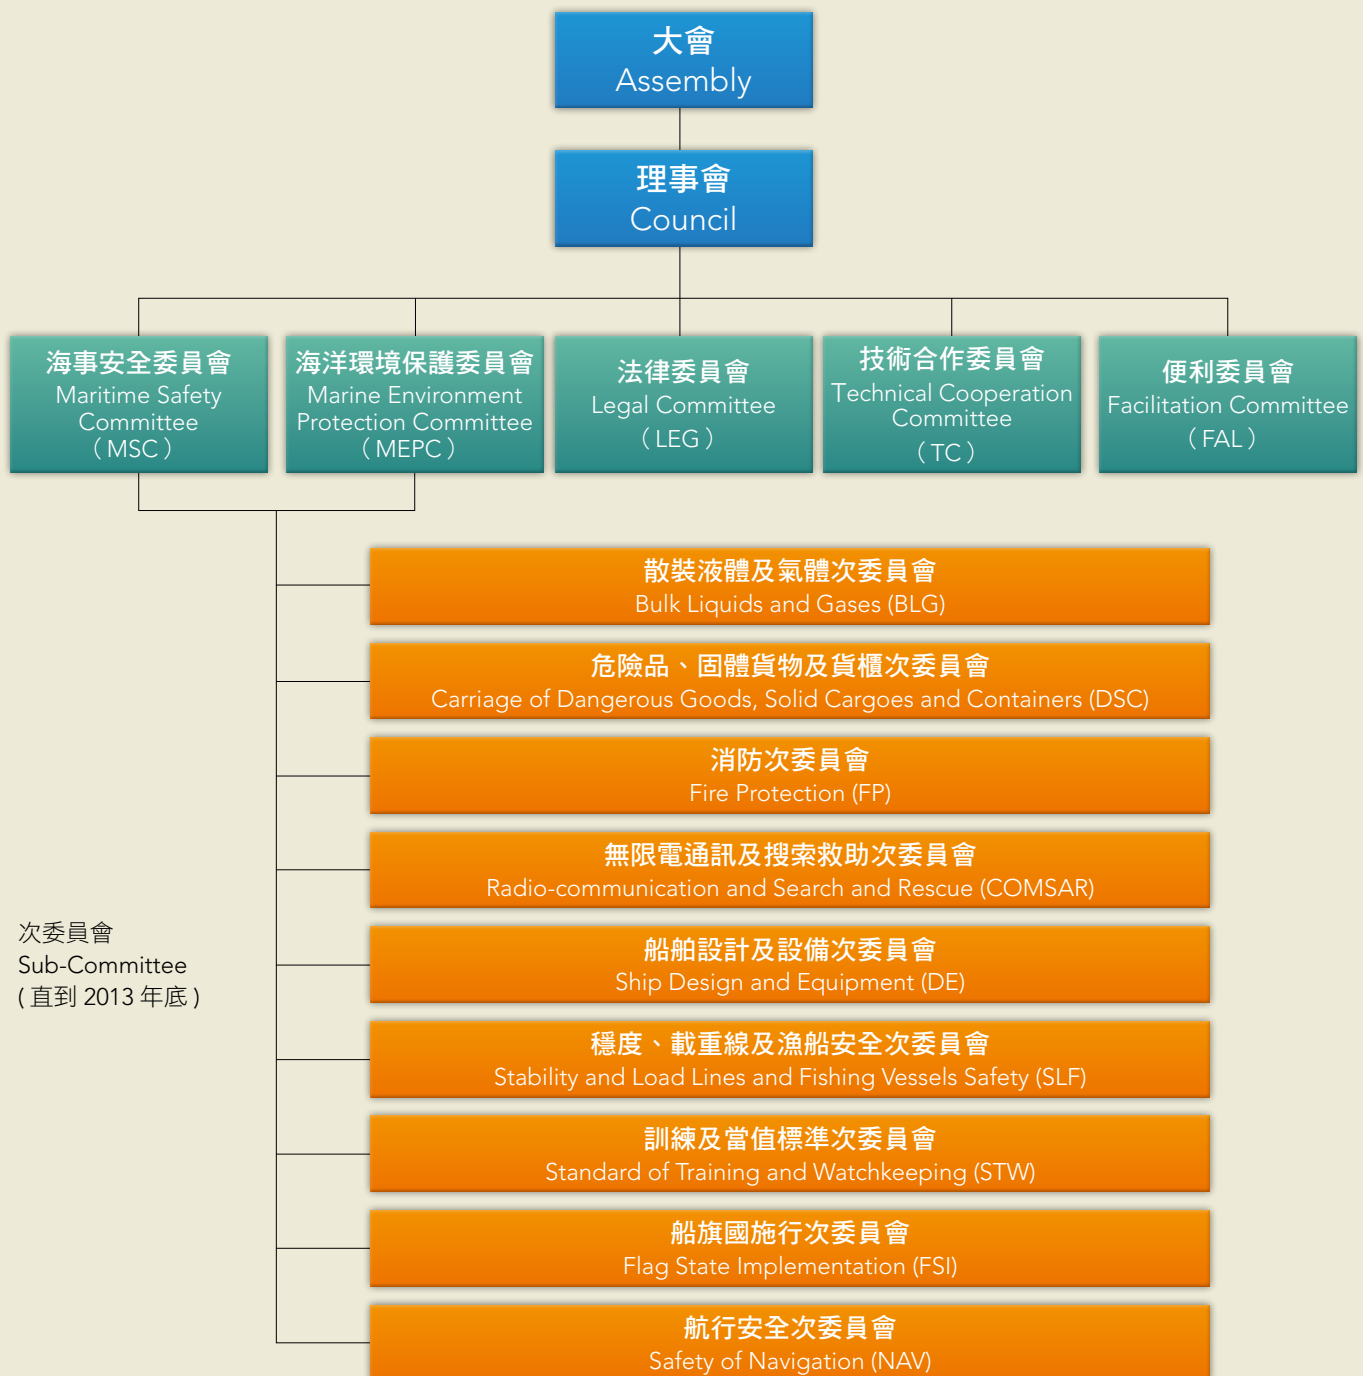 大會
Assembly
理事會
Council
海事安全委員會
Maritime Safety
Committee
（MSC）
海洋環境保護委員會
Marine Environment
Protection Committee
（MEPC）
法律委員會
Legal Committee
（LEG）
技術合作委員會
Technical Cooperation
Committee
（TC）
便利委員會
Facilitation Committee
（FAL）
散裝液體及氣體次委員會
Bulk Liquids and Gases (BLG)
危險品、固體貨物及貨櫃次委員會
Carriage of Dangerous Goods, Solid Cargoes and Containers (DSC)
消防次委員會
Fire Protection (FP)
無限電通訊及搜索救助次委員會
Radio-communication and Search and Rescue (COMSAR)
次委員會
Sub-Committee
( 直到 2013 年底 )
船舶設計及設備次委員會
Ship Design and Equipment (DE)
穩度、載重線及漁船安全次委員會
Stability and Load Lines and Fishing Vessels Safety (SLF)
訓練及當值標準次委員會
Standard of Training and Watchkeeping (STW)
船旗國施行次委員會
Flag State Implementation (FSI)
航行安全次委員會
Safety of Navigation (NAV)